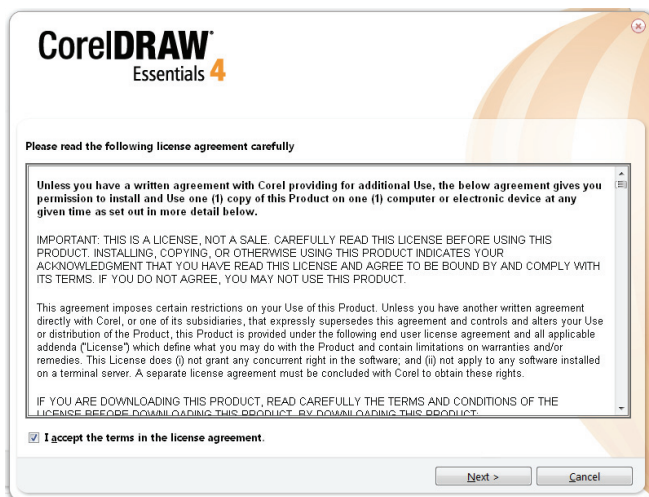 CorelDRAW®
Essentials 4
Please read the following license agreement carefully
Unless you have a written agreement with Corel providing for additional Use, the below agreement gives you
permission to install and Use one (1) copy of this Product on one (1) computer or electronic device at any
given time as set out in more detail below.
IMPORTANT: THIS IS A LICENSE, NOT A SALE. CAREFULLY READ THIS LICENSE BEFORE USING THIS
PRODUCT. INSTALLING, COPYING, OR OTHERWISE USING THIS PRODUCT INDICATES YOUR
ACKNOWLEDGMENT THAT YOU HAVE READ THIS LICENSE AND AGREE TO BE BOUND BY AND COMPLY WITH
ITS TERMS. IF YOU DO NOT AGREE, YOU MAY NOT USE THIS PRODUCT.
This agreement imposes certain restrictions on your Use of this Product. Unless you have another written agreement
directly with Corel, or one of its subsidiaries, that expressly supersedes this agreement and controls and alters your Use
or distribution of the Product, this Product is provided under the following end user license agreement and all applicable
addenda ("License") which define what you may do with the Product and contain limitations on warranties and/or
remedies. This License does (i) not grant any concurrent right in the software; and (ii) not apply to any software installed
on a terminal server. A separate license agreement must be concluded with Corel to obtain these rights.
IF YOU ARE DOWNLOADING THIS PRODUCT, READ CAREFULLY THE TERMS AND CONDITIONS OF THE
LICENSE BEFORE DOWNLOADING THIS PRODUCT. BY DOWNLOADING THIS PRODUCT:
I accept the terms in the license agreement.
Next >
Cancel